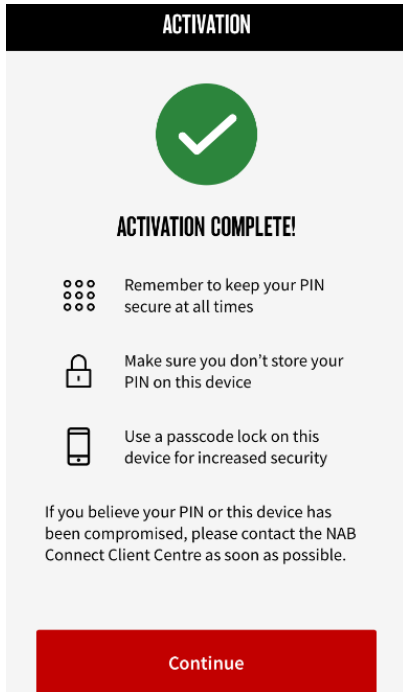 ACTIVATION
ACTIVATION COMPLETE!
Remember to keep your PIN
secure at all times
Make sure you don’t store your
PIN on this device
Use a passcode lock on this
device for increased security
If you believe your PIN or this device has
been compromised, please contact the NAB
Connect Client Centre as soon as possible.
Continue